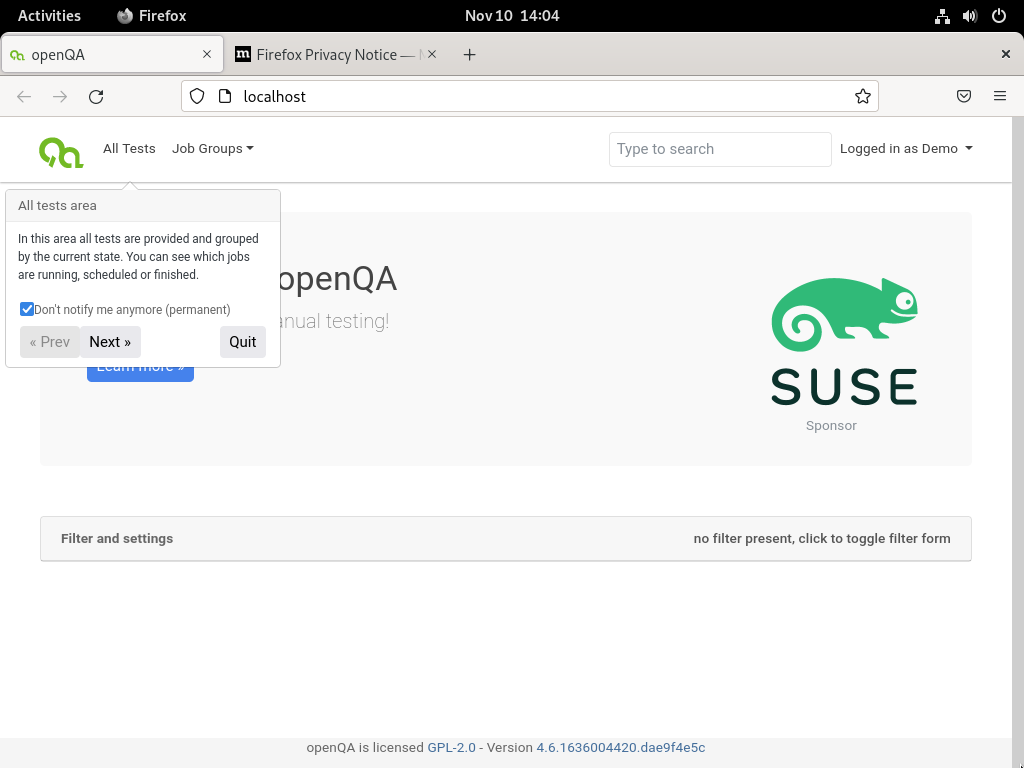 Activities Firefox Nov 10 14:04
openQA Firefox Privacy Notice —
localhost
All Tests Job Groups Type to search Logged in as Demo
All tests area
In this area all tests are provided and grouped
by the current state. You can see which jobs
are running, scheduled or finished.
Don't notify me anymore (permanent)
« Prev Next » Quit
openQA
anual testing!
Learn more »
SUSE
Sponsor
Filter and settings no filter present, click to toggle filter form
openQA is licensed GPL-2.0 - Version 4.6.1636004420.dae9f4e5c